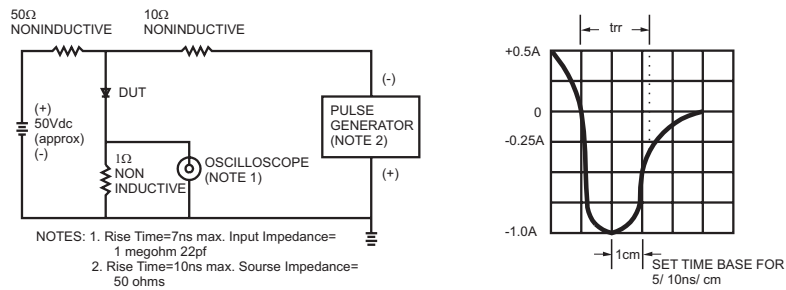 50Ω
NONINDUCTIVE
10Ω
NONINDUCTIVE
(+)
50Vdc
(approx)
(-)
DUT
1Ω
NON
INDUCTIVE
OSCILLOSCOPE
(NOTE 1)
(-)
PULSE
GENERATOR
(NOTE 2)
(+)
NOTES: 1. Rise Time=7ns max. Input Impedance=
1 megohm 22pf
2. Rise Time=10ns max. Sourse Impedance=
50 ohms
trr
+0.5A
0
-0.25A
-1.0A
1cm
SET TIME BASE FOR
5/ 10ns/ cm